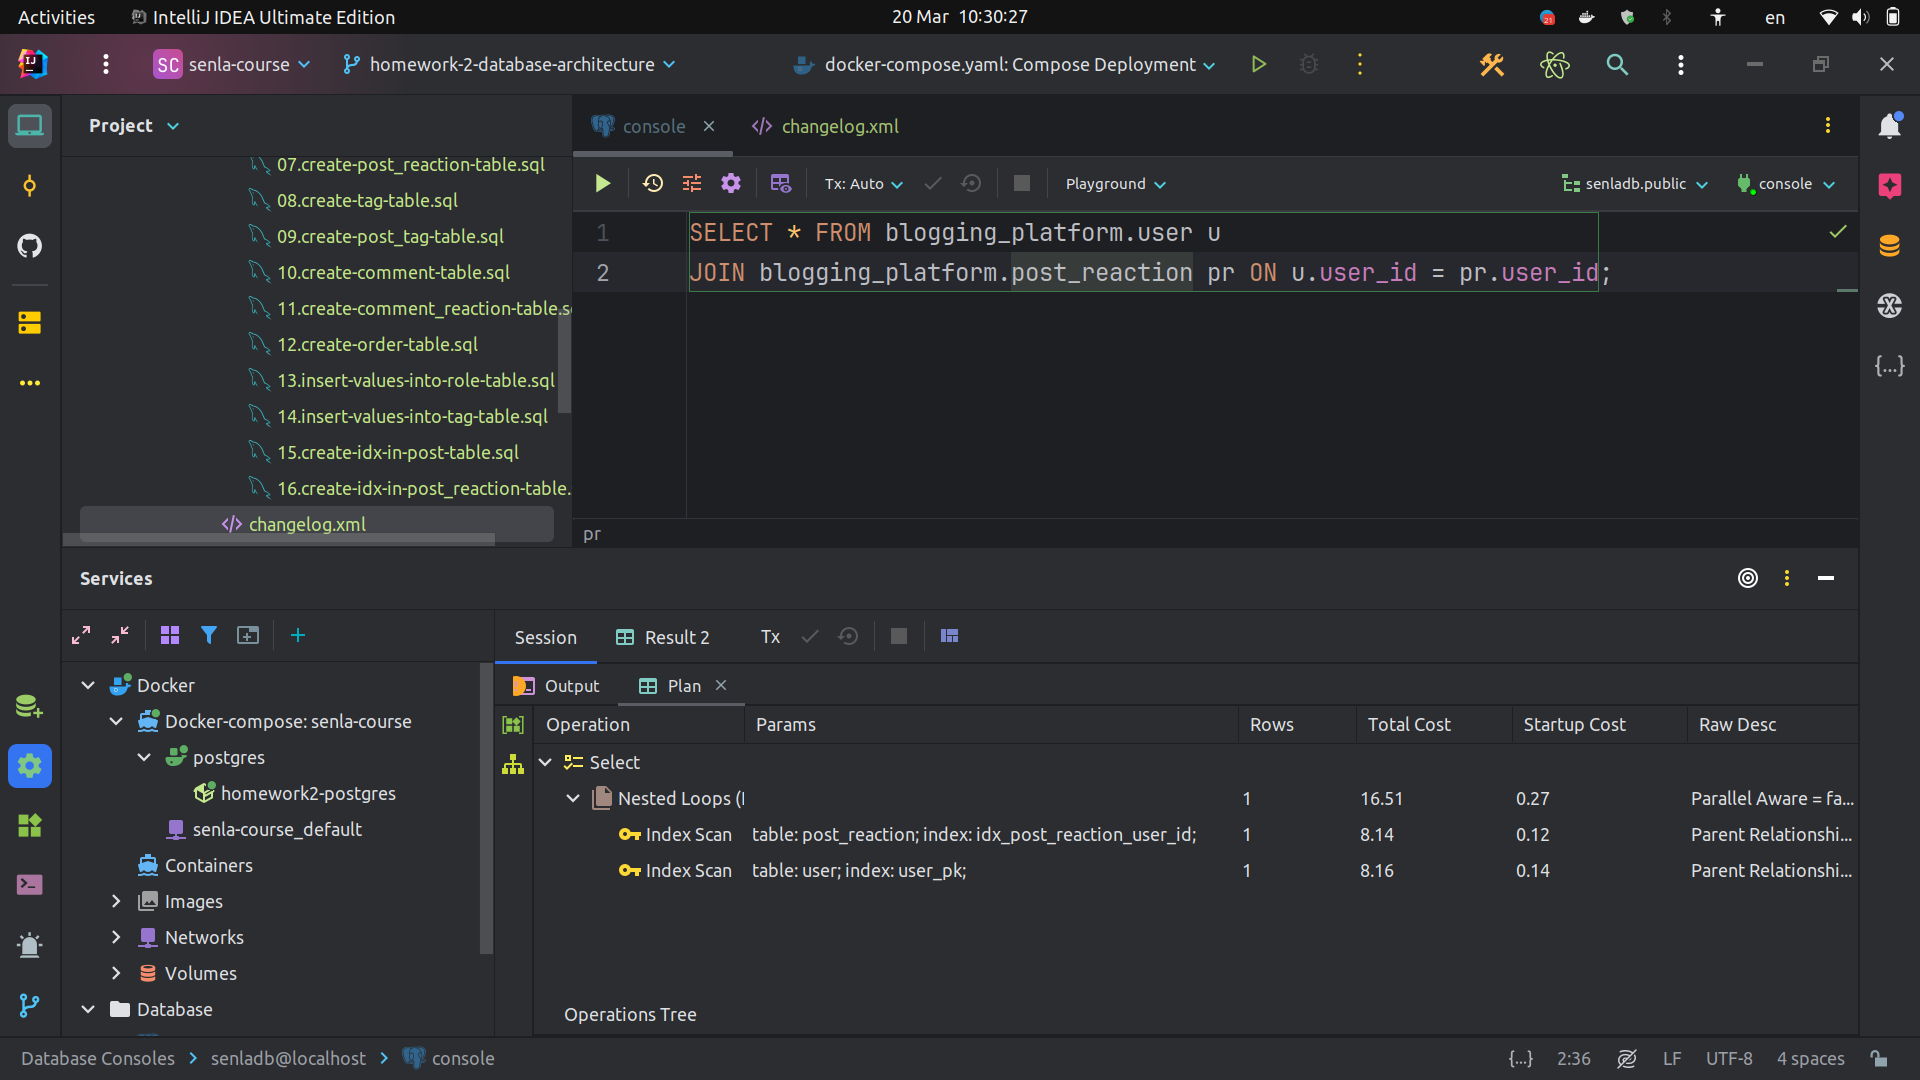 Activities
IntelliJ IDEA Ultimate Edition
20 Mar 10:30:27
21
en
IJ
SC
senla-course
homework-2-database-architecture
docker-compose.yaml: Compose Deployment
Project
console
changelog.xml
07.create-post_reaction-table.sql
08.create-tag-table.sql
09.create-post_tag-table.sql
10.create-comment-table.sql
11.create-comment_reaction-table.s
12.create-order-table.sql
13.insert-values-into-role-table.sql
14.insert-values-into-tag-table.sql
15.create-idx-in-post-table.sql
16.create-idx-in-post_reaction-table.
changelog.xml
Tx: Auto
Playground
senladb.public
console
1 SELECT * FROM blogging_platform.user u
2 JOIN blogging_platform.post_reaction pr ON u.user_id = pr.user_id;
pr
{...}
Services
Docker
Docker-compose: senla-course
postgres
homework2-postgres
senla-course_default
Containers
Images
Networks
Volumes
Database
Session
Result 2
Tx
Output
Plan
Operation Params Rows Total Cost Startup Cost Raw Desc
Select
Nested Loops (I 1 16.51 0.27 Parallel Aware = fa...
Index Scan table: post_reaction; index: idx_post_reaction_user_id; 1 8.14 0.12 Parent Relationshi...
Index Scan table: user; index: user_pk; 1 8.16 0.14 Parent Relationshi...
Operations Tree
Database Consoles
senladb@localhost
console
{...}
2:36
LF
UTF-8
4 spaces